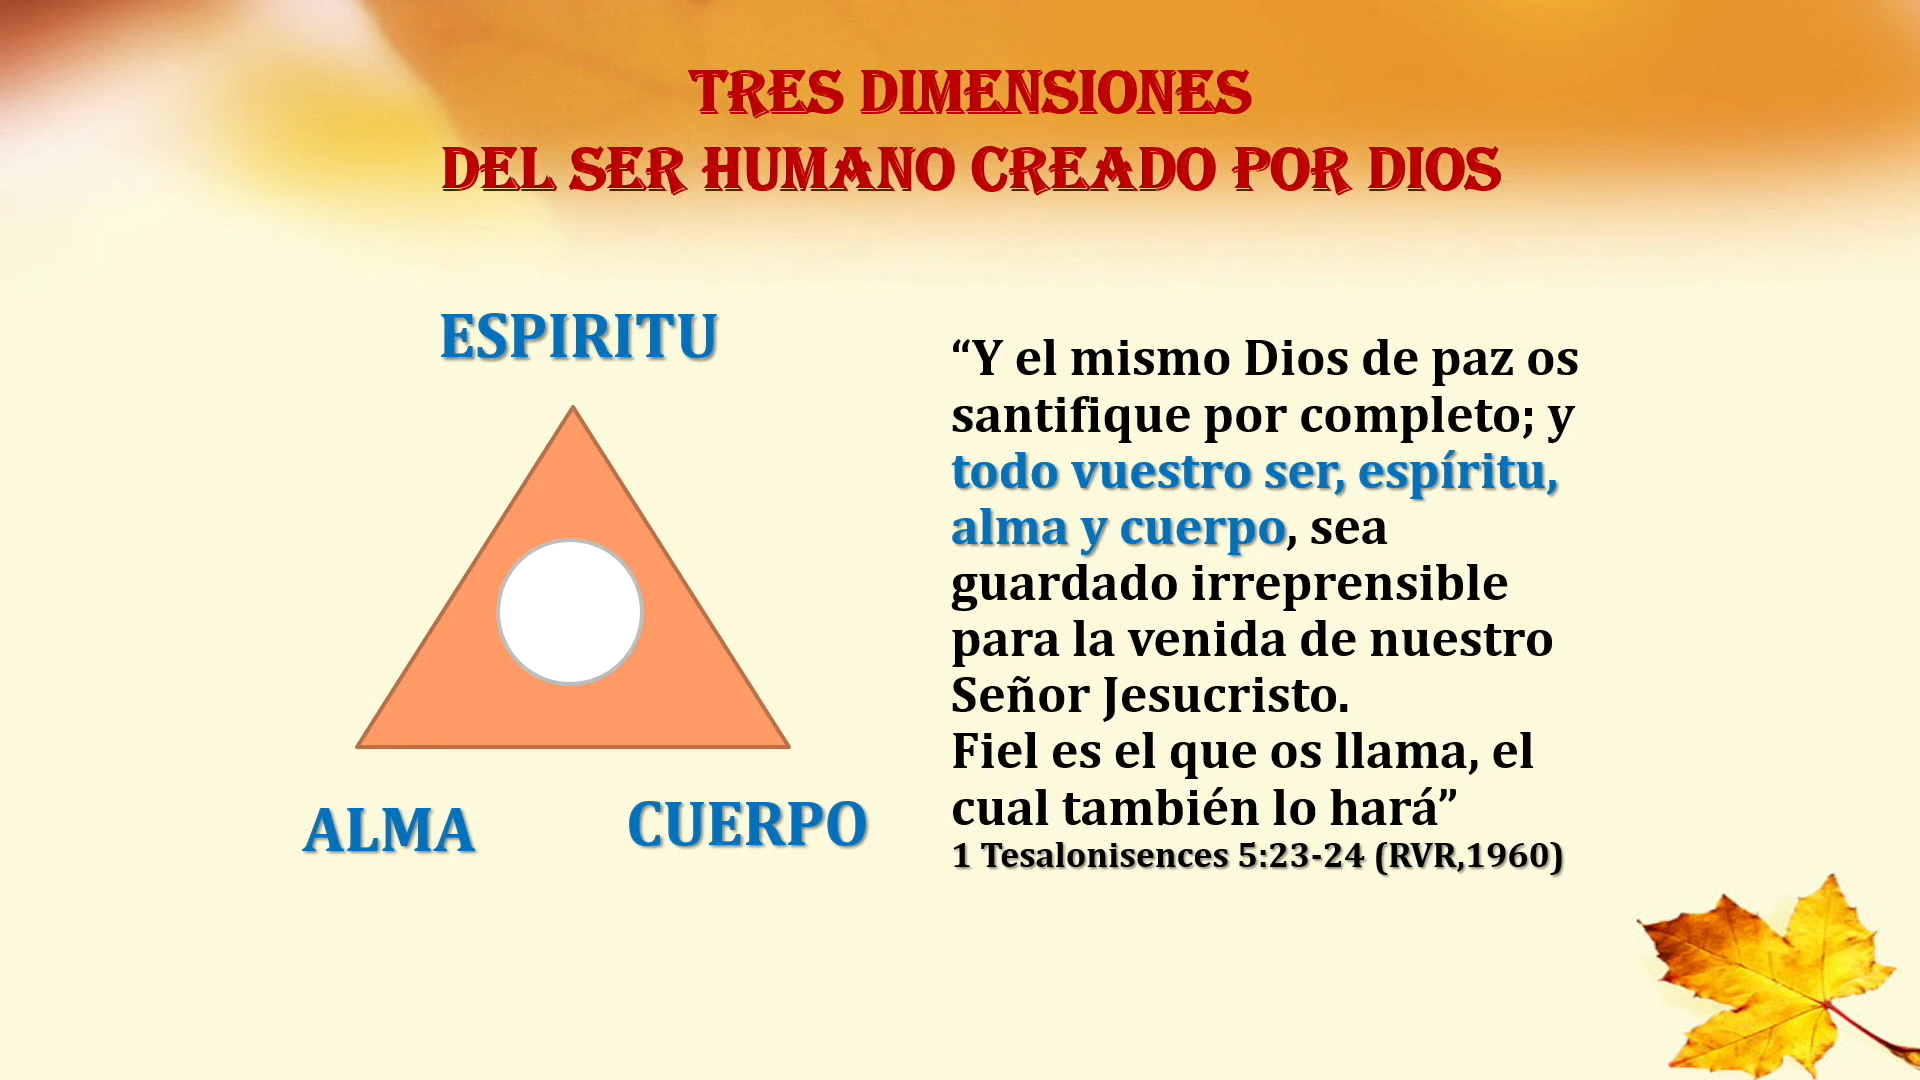 TRES DIMENSIONES
DEL SER HUMANO CREADO POR DIOS
ESPIRITU
ALMA
CUERPO
“Y el mismo Dios de paz os
santifique por completo; y
todo vuestro ser, espíritu,
alma y cuerpo, sea
guardado irreprensible
para la venida de nuestro
Señor Jesucristo.
Fiel es el que os llama, el
cual también lo hará”
1 Tesalonisences 5:23-24 (RVR,1960)